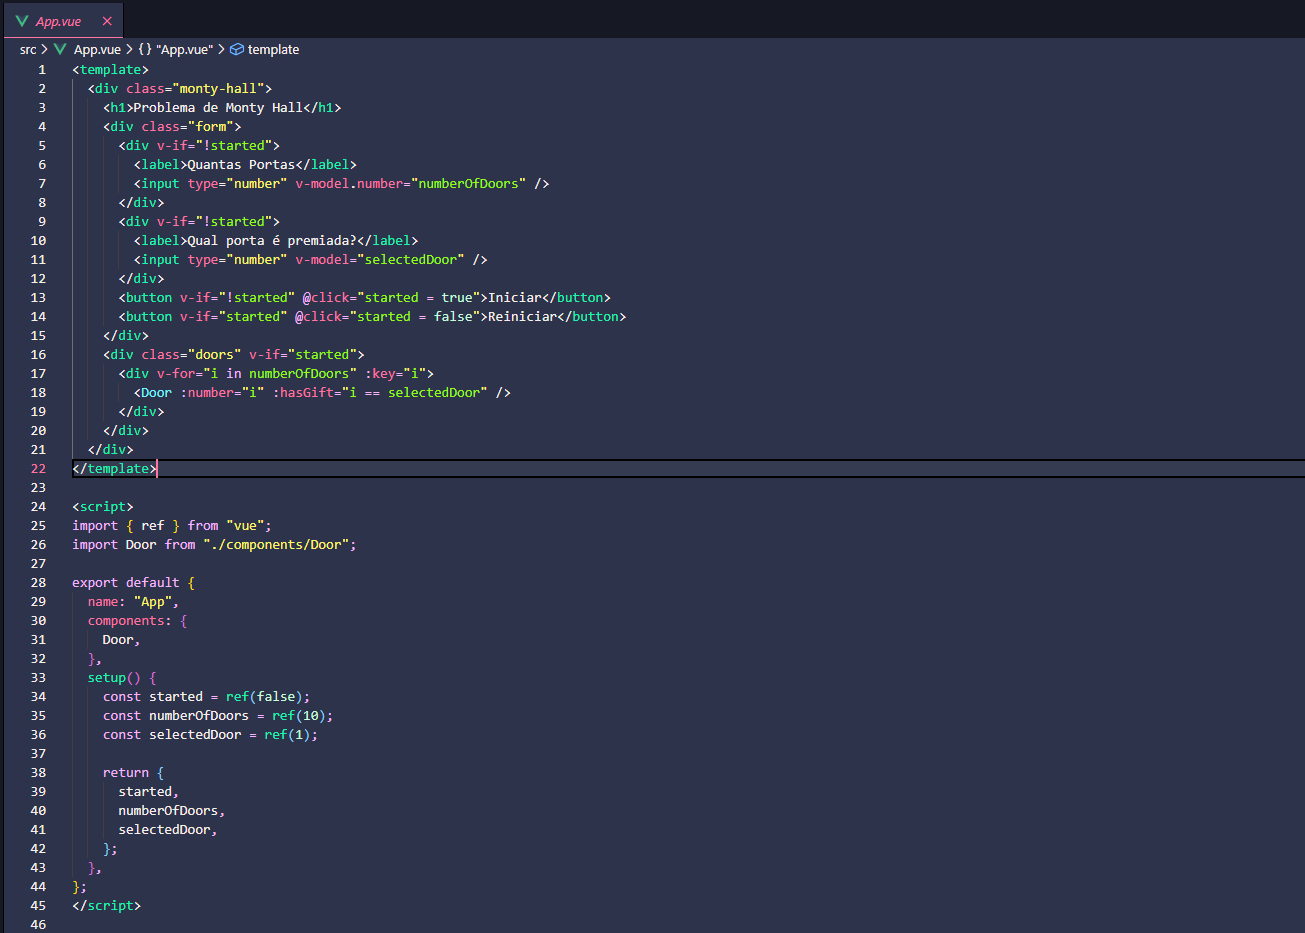 App.vue ×
src > App.vue > {} "App.vue" > template
1 <template>
2   <div class="monty-hall">
3     <h1>Problema de Monty Hall</h1>
4     <div class="form">
5       <div v-if="!started">
6         <label>Quantas Portas</label>
7         <input type="number" v-model.number="numberOfDoors" />
8       </div>
9       <div v-if="!started">
10         <label>Qual porta é premiada?</label>
11         <input type="number" v-model="selectedDoor" />
12       </div>
13       <button v-if="!started" @click="started = true">Iniciar</button>
14       <button v-if="started" @click="started = false">Reiniciar</button>
15     </div>
16     <div class="doors" v-if="started">
17       <div v-for="i in numberOfDoors" :key="i">
18         <Door :number="i" :hasGift="i == selectedDoor" />
19       </div>
20     </div>
21   </div>
22 </template>
23
24 <script>
25 import { ref } from "vue";
26 import Door from "./components/Door";
27
28 export default {
29   name: "App",
30   components: {
31     Door,
32   },
33   setup() {
34     const started = ref(false);
35     const numberOfDoors = ref(10);
36     const selectedDoor = ref(1);
37
38     return {
39       started,
40       numberOfDoors,
41       selectedDoor,
42     };
43   },
44 };
45 </script>
46